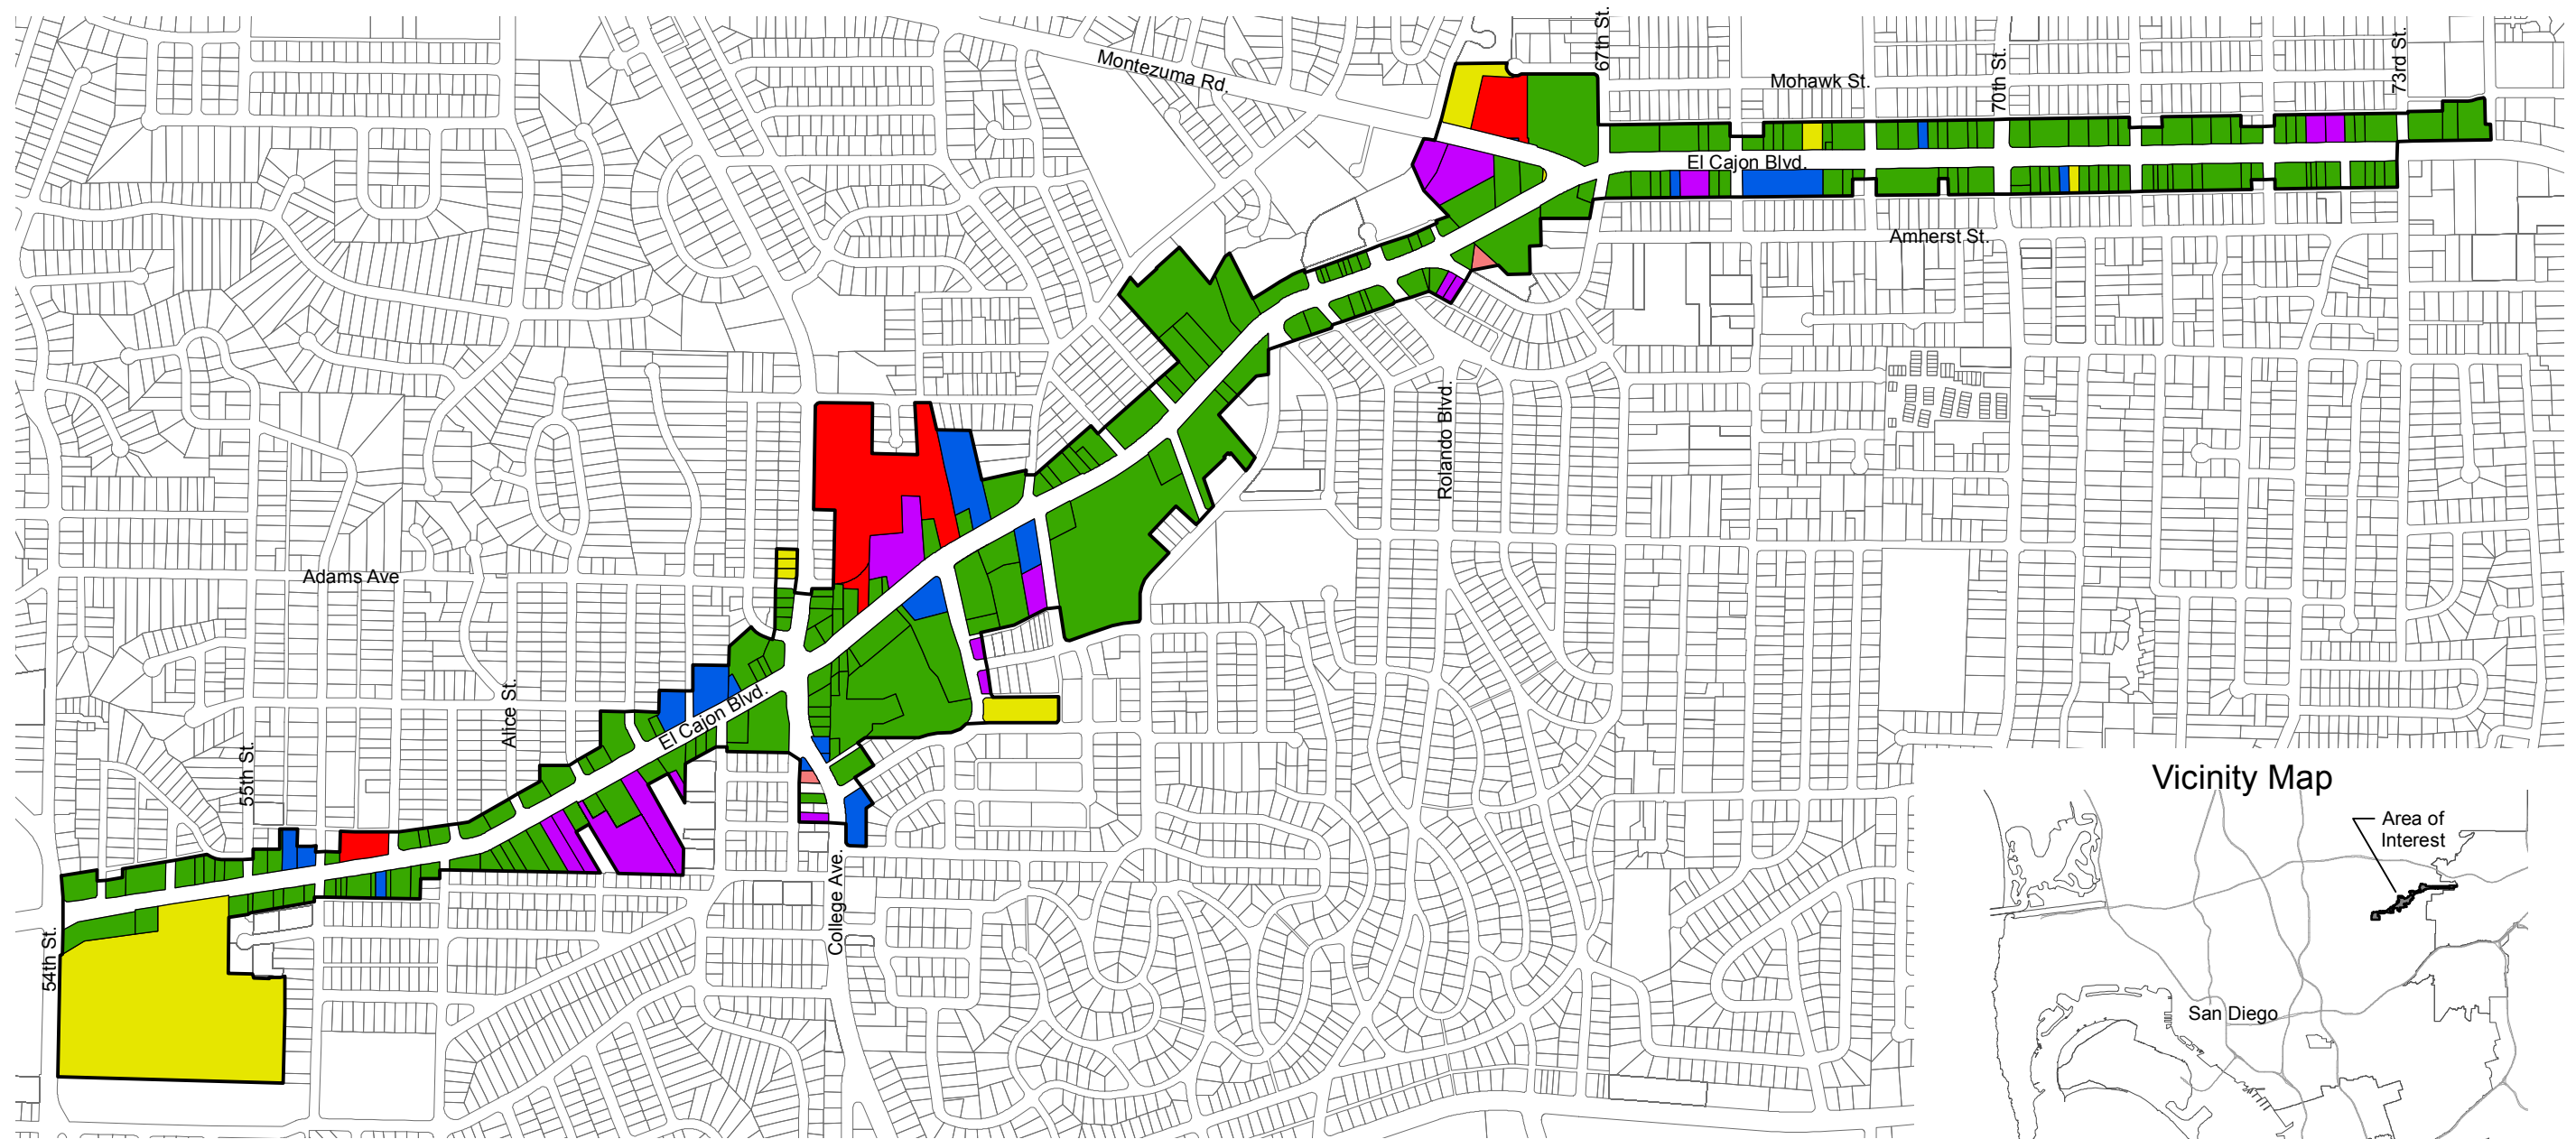 67th St.
Montezuma Rd.
Mohawk St.
70th St.
73rd St.
El Cajon Blvd.
Amherst St.
Rolando Blvd.
Adams Ave
Alice St.
El Cajon Blvd.
55th St.
College Ave.
54th St.
Vicinity Map
Area of
Interest
San Diego